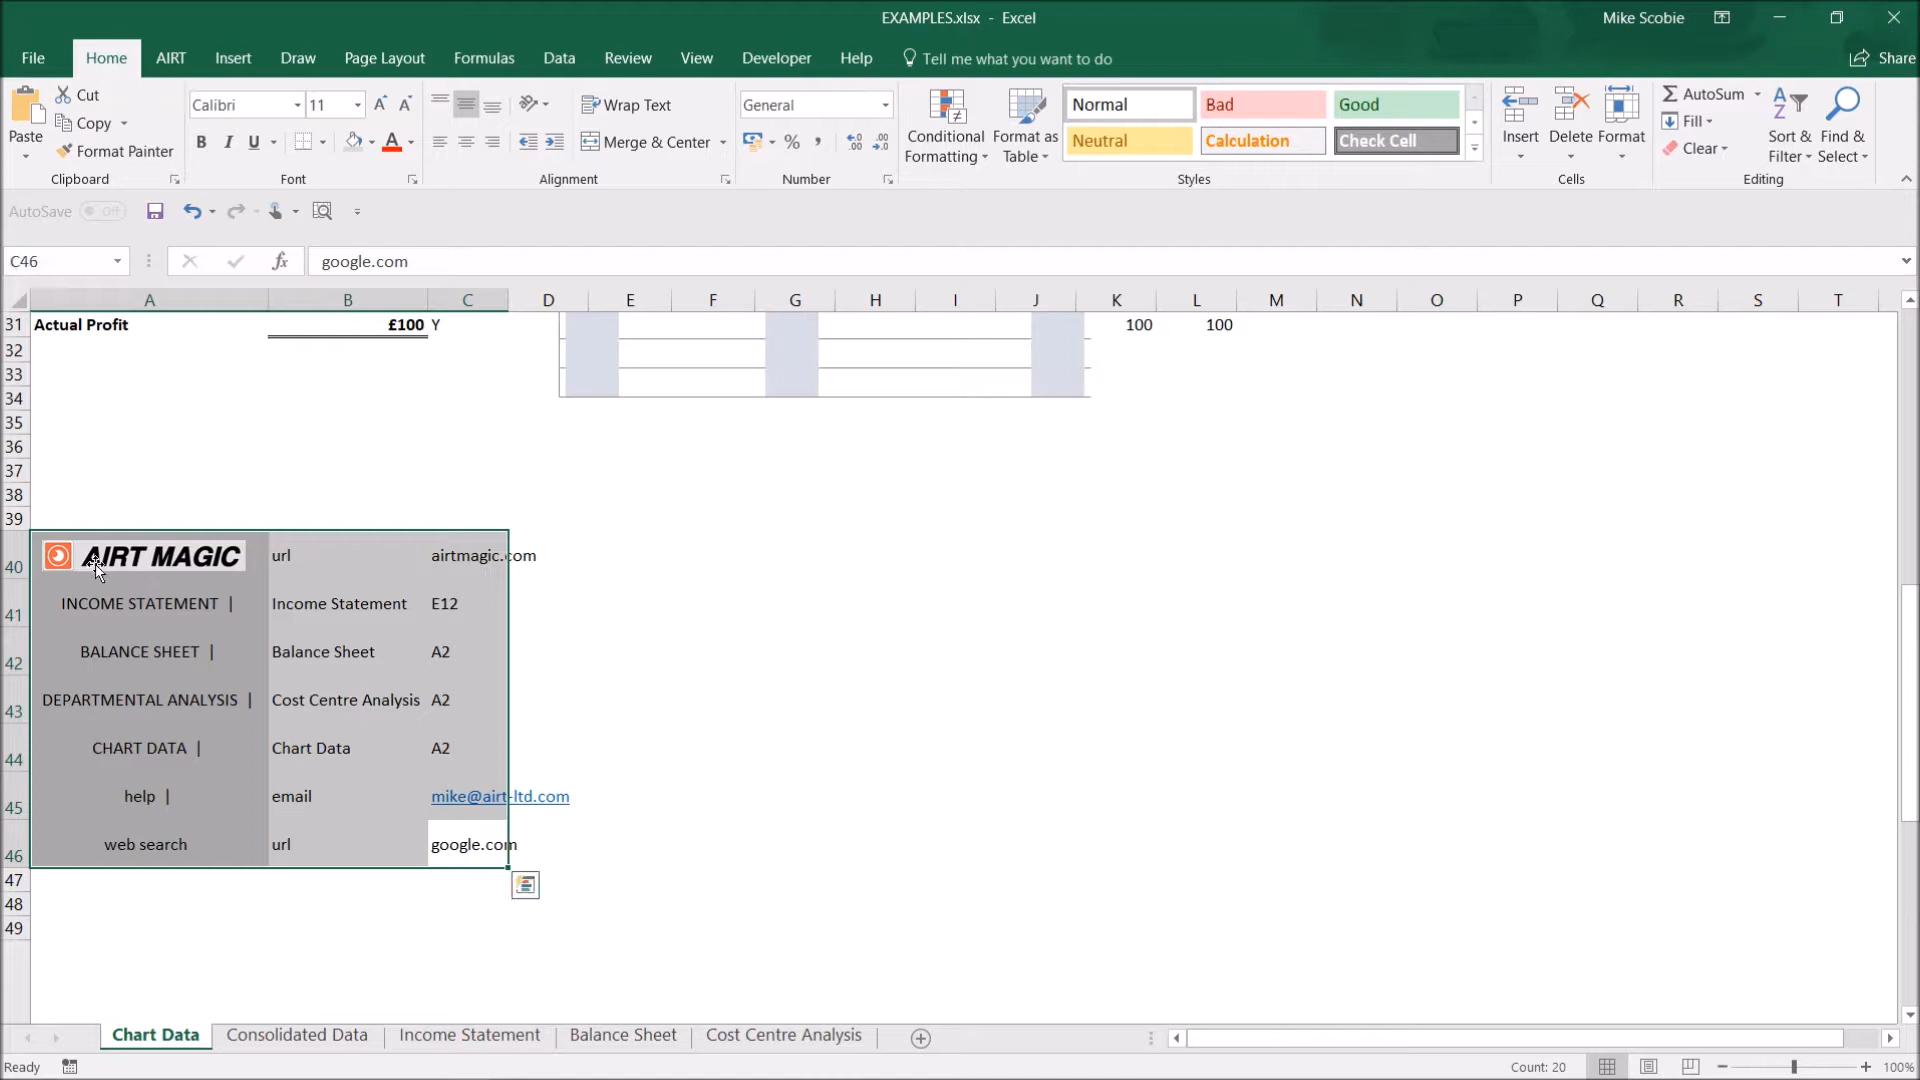 EXAMPLES.xlsx - Excel
Mike Scobie
File Home AIRT Insert Draw Page Layout Formulas Data Review View Developer Help Tell me what you want to do Share
Paste
Cut
Copy
Format Painter
Clipboard
Calibri 11
B I U
Font
Wrap Text
Merge & Center
Alignment
General
%
Number
Conditional Formatting
Format as Table
Normal Bad Good
Neutral Calculation Check Cell
Styles
Insert Delete Format
Cells
AutoSum
Fill
Clear
Sort & Filter
Find & Select
Editing
AutoSave Off
C46 fx google.com
A B C D E F G H I J K L M N O P Q R S T
31 Actual Profit £100 Y 100 100
32
33
34
35
36
37
38
39
40 AIRT MAGIC url airtmagic.com
41 INCOME STATEMENT | Income Statement E12
42 BALANCE SHEET | Balance Sheet A2
43 DEPARTMENTAL ANALYSIS | Cost Centre Analysis A2
44 CHART DATA | Chart Data A2
45 help | email mike@airt-ltd.com
46 web search url google.com
47
48
49
Chart Data Consolidated Data Income Statement Balance Sheet Cost Centre Analysis
Ready Count: 20 100%